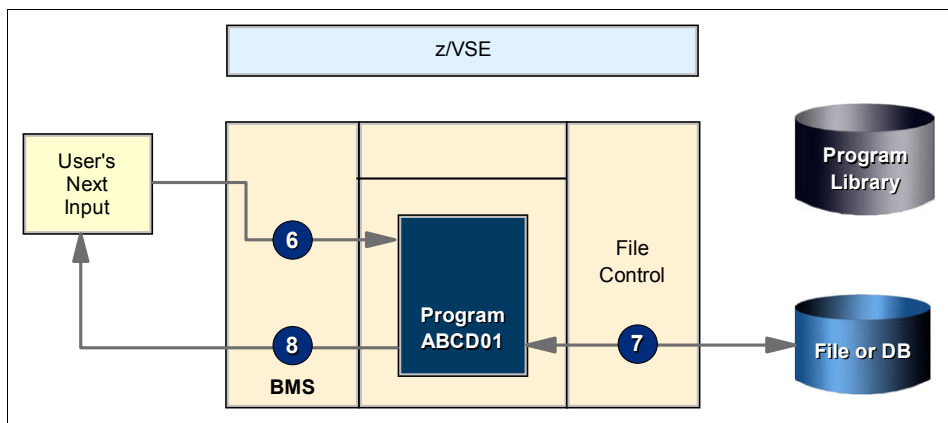 z/VSE
User's
Next
Input
Program
Library
6
File
Control
Program
ABCD01
8
7
File or DB
BMS